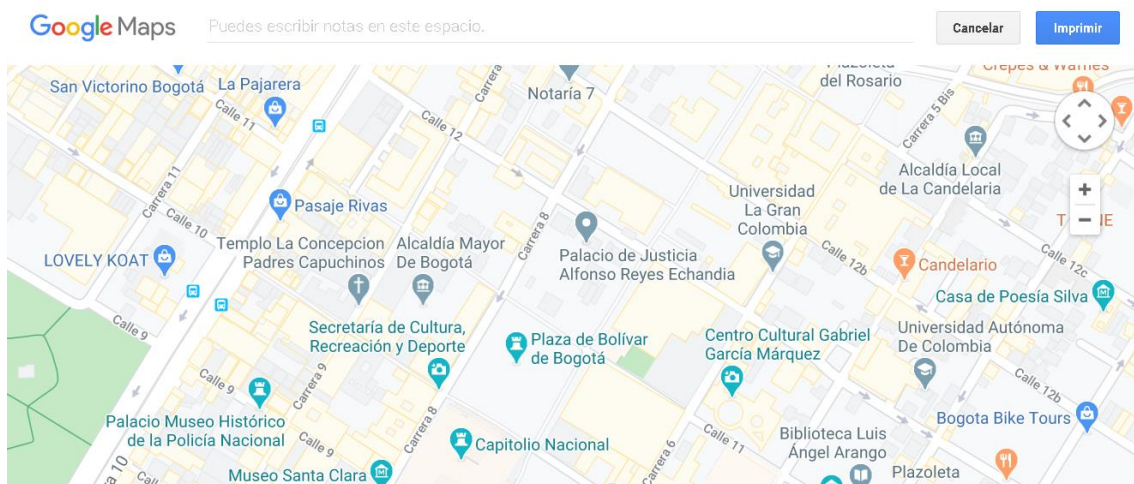 Google Maps
Puedes escribir notas en este espacio.
Cancelar
Imprimir
San Victorino Bogotá
La Pajarera
Calle 11
Carrera
Notaría 7
Plazoleta
del Rosario
Crepes & Waffles
Calle 12
Carrera 5 Bis
Alcaldía Local
de La Candelaria
Carrera 11
Calle 10
Pasaje Rivas
Carrera 8
Universidad
La Gran
Colombia
LOVELY KOAT
Templo La Concepcion
Padres Capuchinos
Alcaldía Mayor
De Bogotá
Palacio de Justicia
Alfonso Reyes Echandia
Calle 12b
Candelario
Calle 12c
Casa de Poesía Silva
Calle 9
Secretaría de Cultura,
Recreación y Deporte
Plaza de Bolívar
de Bogotá
Centro Cultural Gabriel
García Márquez
Universidad Autónoma
De Colombia
Calle 9
Carrera 9
Calle 12b
Palacio Museo Histórico
de la Policía Nacional
Carrera 8
Bogota Bike Tours
Calle 9
Capitolio Nacional
Carrera 6
Calle 11
Biblioteca Luis
Ángel Arango
Museo Santa Clara
Plazoleta